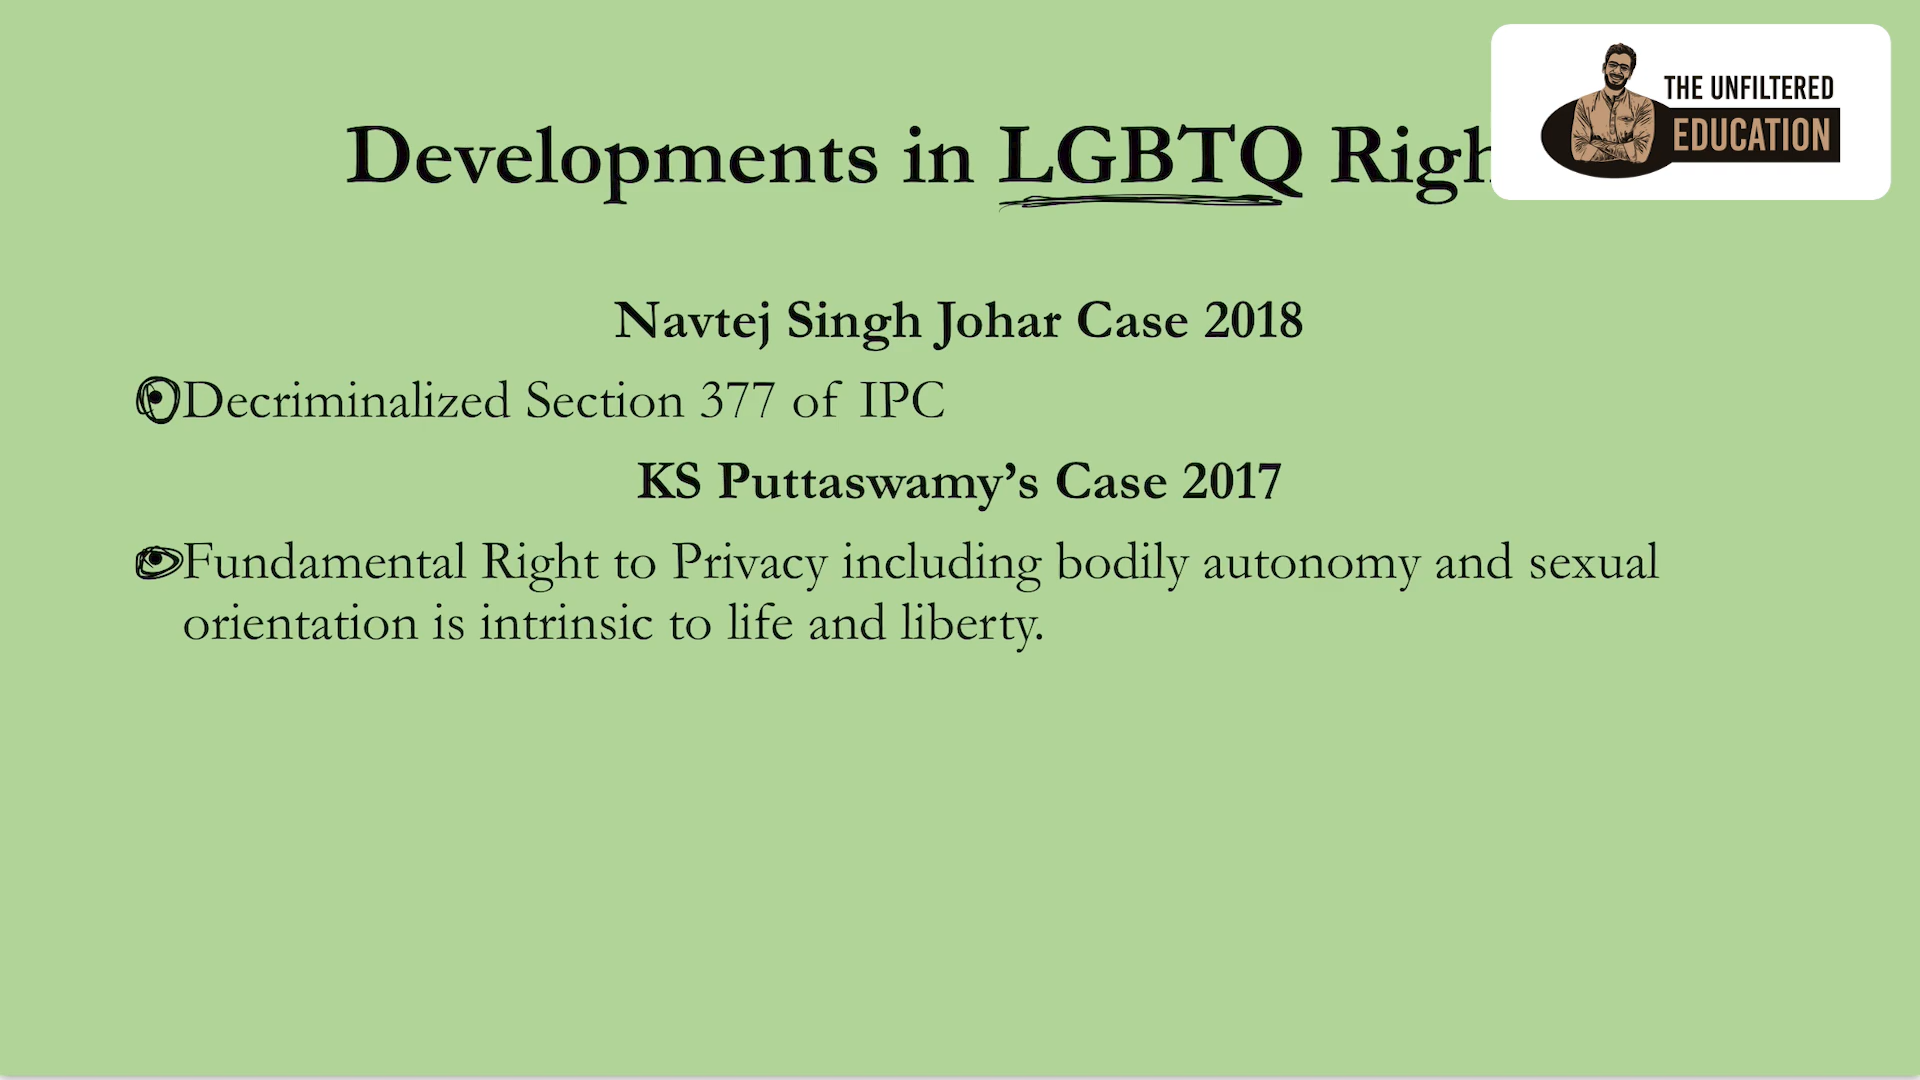 Developments in LGBTQ Righ
THE UNFILTERED
EDUCATION
Navtej Singh Johar Case 2018
Decriminalized Section 377 of IPC
KS Puttaswamy’s Case 2017
Fundamental Right to Privacy including bodily autonomy and sexual
orientation is intrinsic to life and liberty.